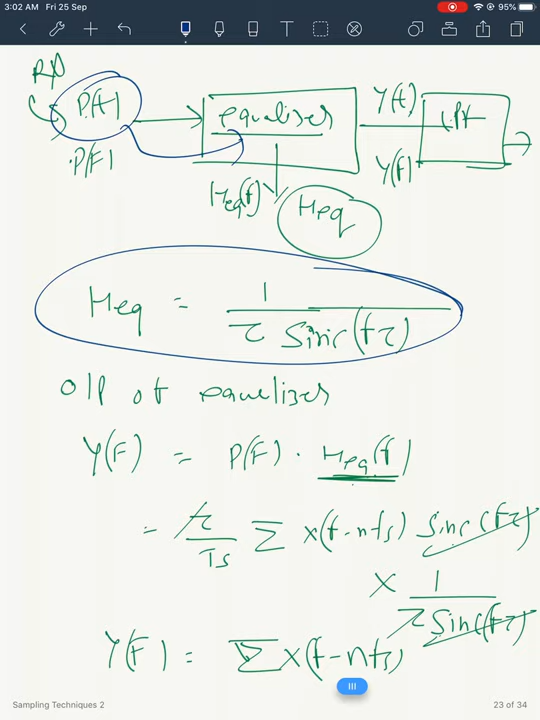 3:02 AM Fri 25 Sep 95%
P(t) equaliser Y(t) LPF
P(F) Heq(f) Heq Y(f)
Heq = 1 / τ Sinc(fτ)
O/P of equaliser
Y(F) = P(F) · Heq(f)
= τ/Ts Σ X(f-nfs) Sinc(fτ)
× 1 / τ Sinc(fτ)
Y(F) = Σ X(f-nfs)
Sampling Techniques 2 23 of 34